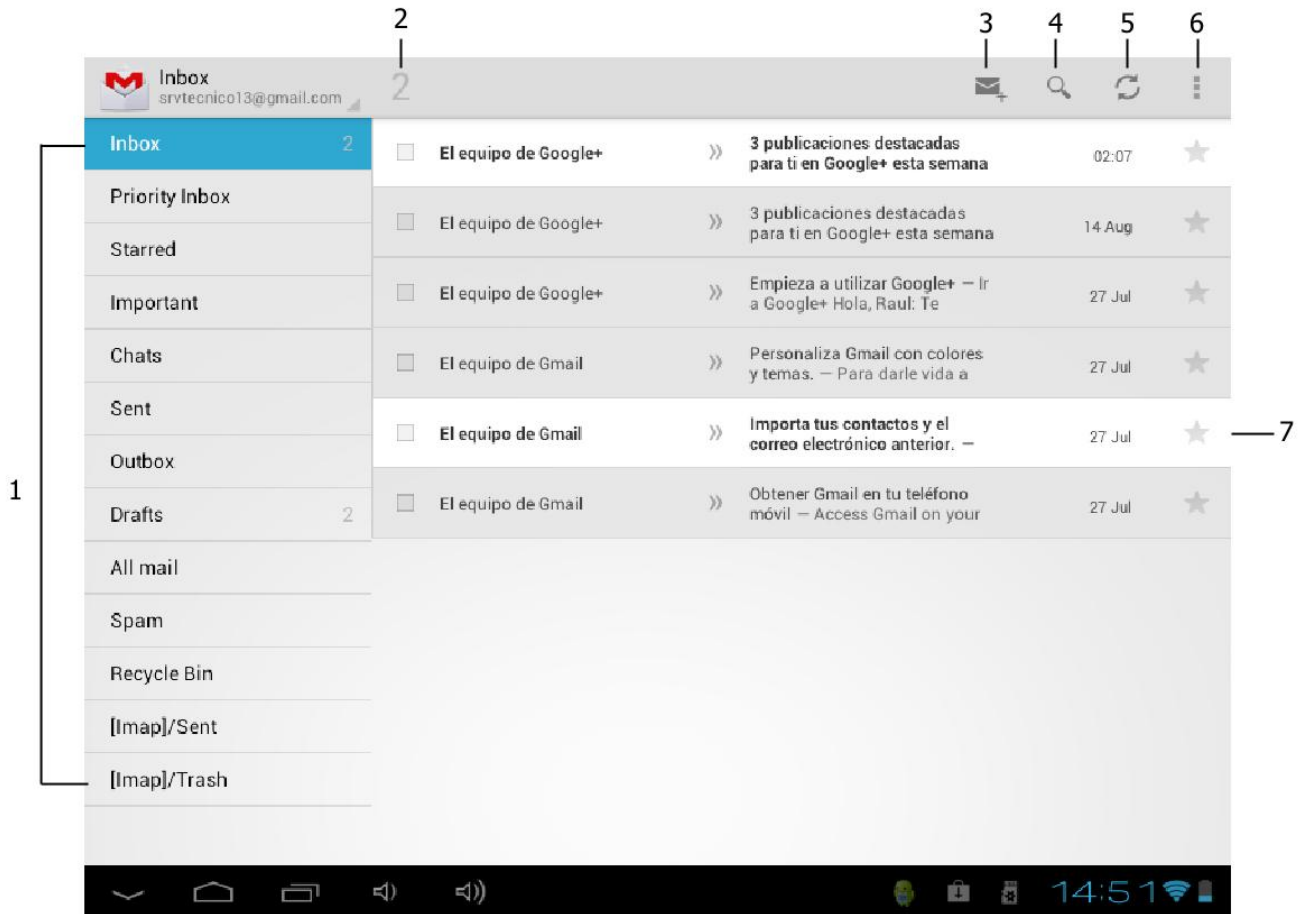 2 3 4 5 6
Inbox
srvtecnico13@gmail.com
2
1
Inbox 2
Priority Inbox
Starred
Important
Chats
Sent
Outbox
Drafts 2
All mail
Spam
Recycle Bin
[Imap]/Sent
[Imap]/Trash
El equipo de Google+ 3 publicaciones destacadas
para ti en Google+ esta semana 02:07
El equipo de Google+ 3 publicaciones destacadas
para ti en Google+ esta semana 14 Aug
El equipo de Google+ Empieza a utilizar Google+ — Ir
a Google+ Hola, Raul: Te 27 Jul
El equipo de Gmail Personaliza Gmail con colores
y temas. — Para darle vida a 27 Jul
El equipo de Gmail Importa tus contactos y el
correo electrónico anterior. — 27 Jul
7
El equipo de Gmail Obtener Gmail en tu teléfono
móvil — Access Gmail on your 27 Jul
14:51